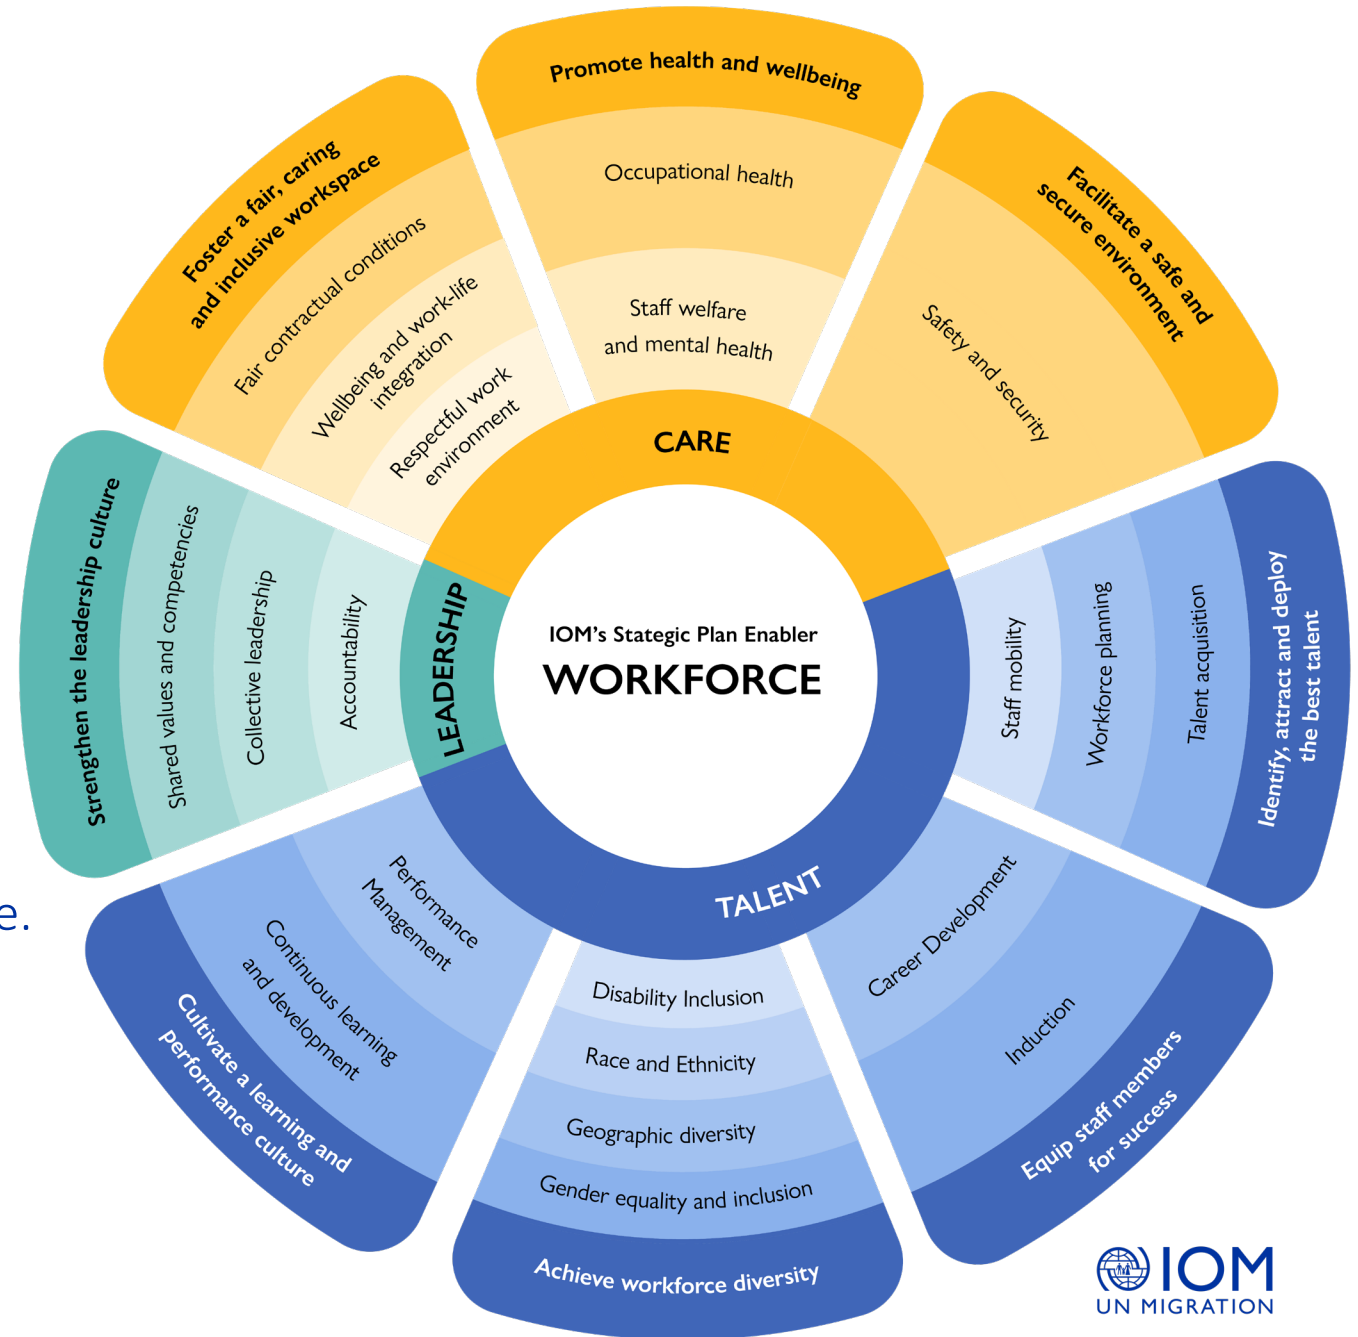 Promote health and wellbeing
Occupational health
Staff welfare
and mental health
Facilitate a safe and
secure environment
Safety and security
Identify, attract and deploy
the best talent
Talent acquisition
Workforce planning
Staff mobility
Equip staff members
for success
Induction
Career Development
Achieve workforce diversity
Gender equality and inclusion
Geographic diversity
Race and Ethnicity
Disability Inclusion
Cultivate a learning and
performance culture
Continuous learning
and development
Performance
Management
Strengthen the leadership culture
Shared values and competencies
Collective leadership
Accountability
Foster a fair, caring
and inclusive workspace
Fair contractual conditions
Wellbeing and work-life
integration
Respectful work
environment
CARE
LEADERSHIP
TALENT
IOM's Stategic Plan Enabler
WORKFORCE
e.
IOM
UN MIGRATION